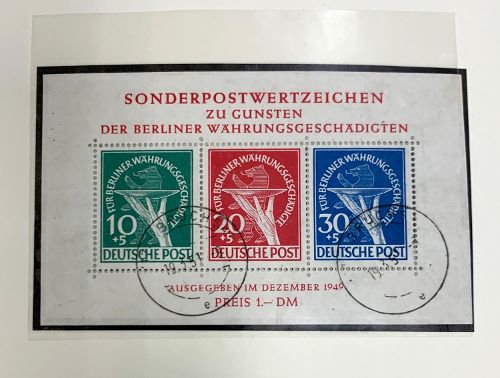 SONDERPOSTWERTZEICHEN
ZU GUNSTEN
DER BERLINER WÄHRUNGSGESCHÄDIGTEN
FÜR BERLINER WÄHRUNGSGESCHÄDIGTE
10
+5
DEUTSCHE POST
FÜR BERLINER WÄHRUNGSGESCHÄDIGTE
20
+5
DEUTSCHE POST
FÜR BERLINER WÄHRUNGSGESCHÄDIGTE
30
+5
DEUTSCHE POST
e
e
AUSGEGEBEN IM DEZEMBER 1949
PREIS 1.— DM